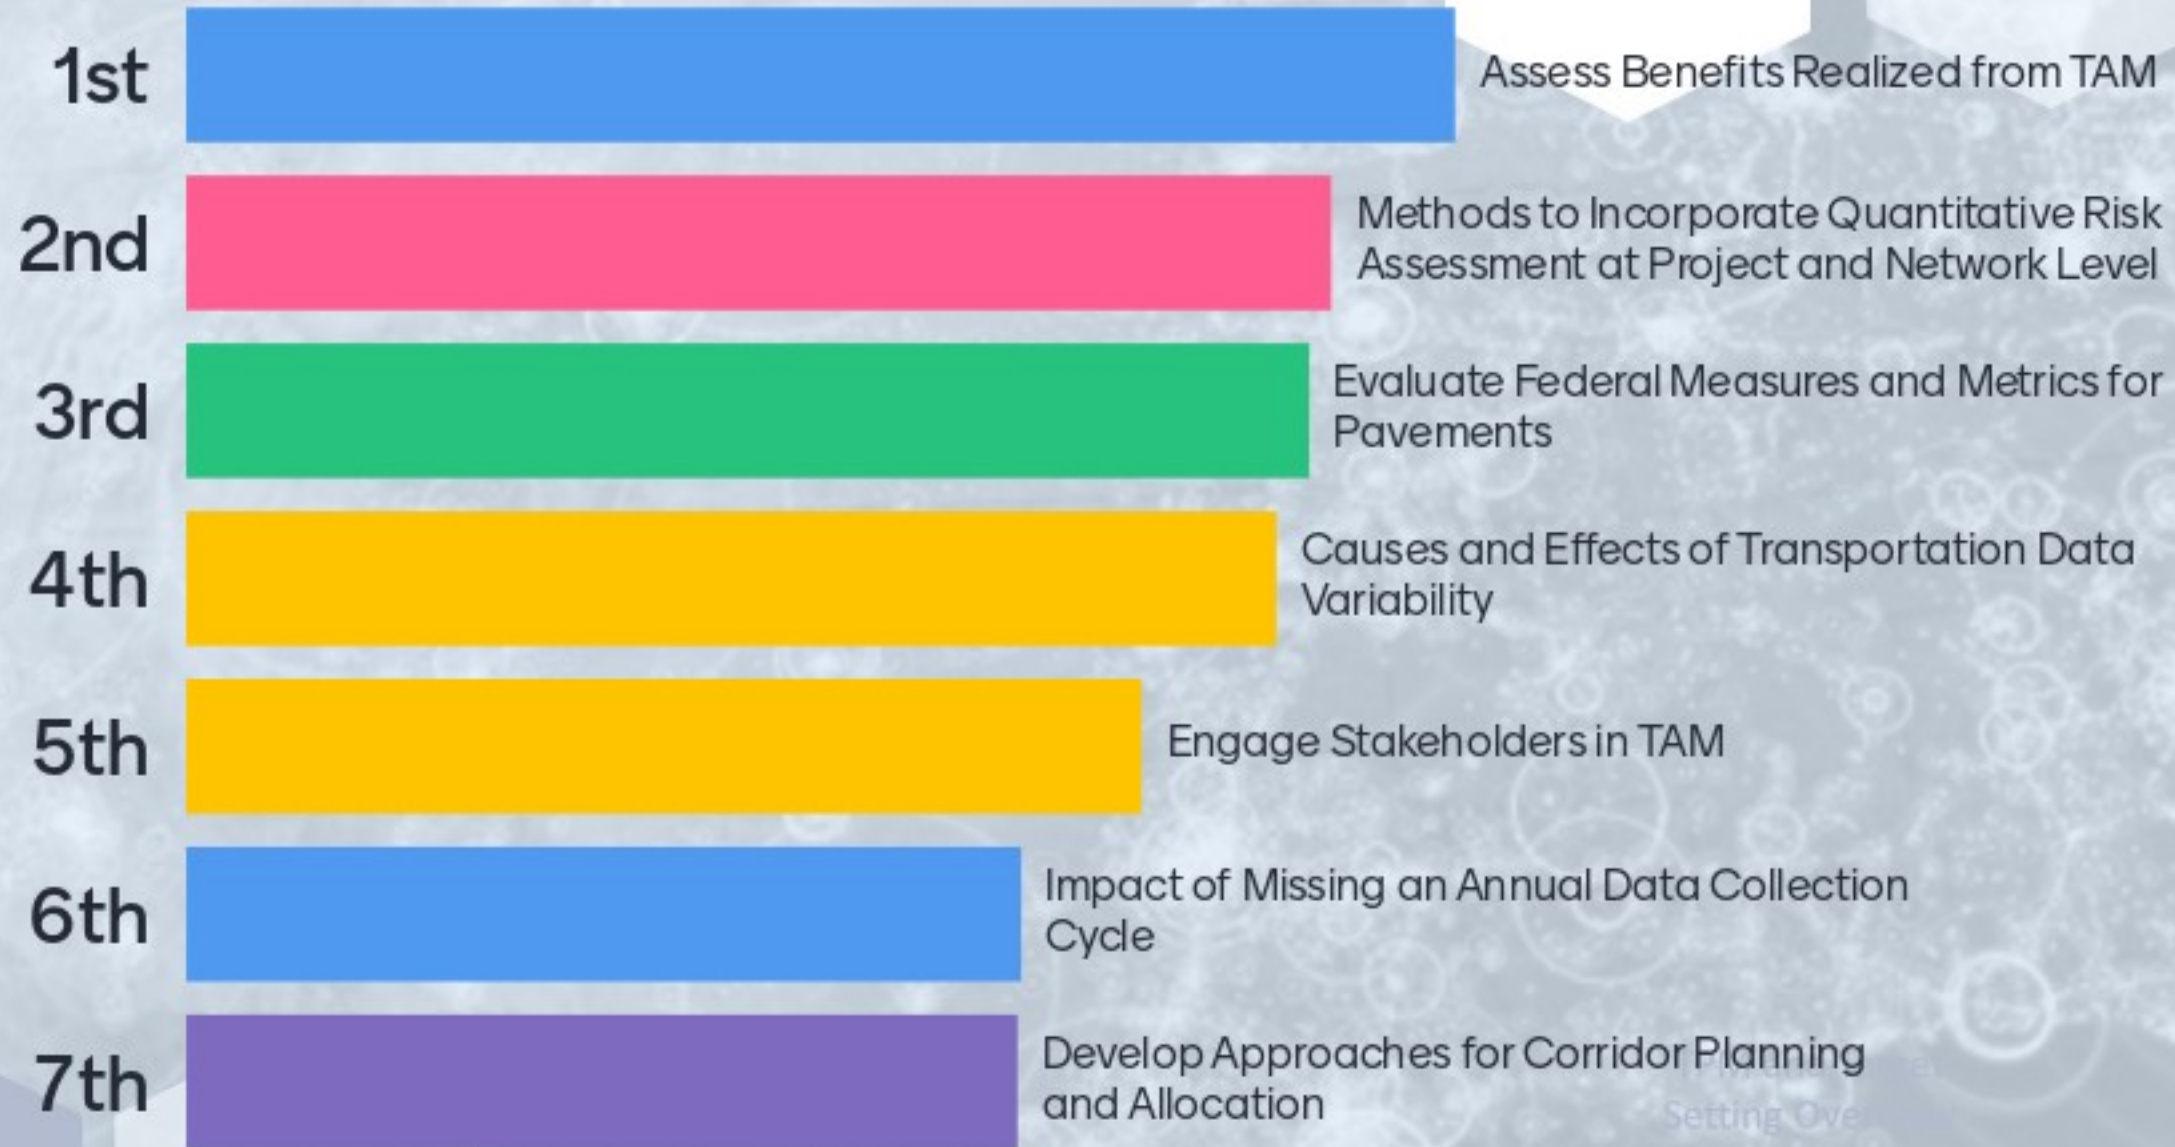 1st
Assess Benefits Realized from TAM
2nd
Methods to Incorporate Quantitative Risk
Assessment at Project and Network Level
3rd
Evaluate Federal Measures and Metrics for
Pavements
4th
Causes and Effects of Transportation Data
Variability
5th
Engage Stakeholders in TAM
6th
Impact of Missing an Annual Data Collection
Cycle
7th
Develop Approaches for Corridor Planning
and Allocation
Setting